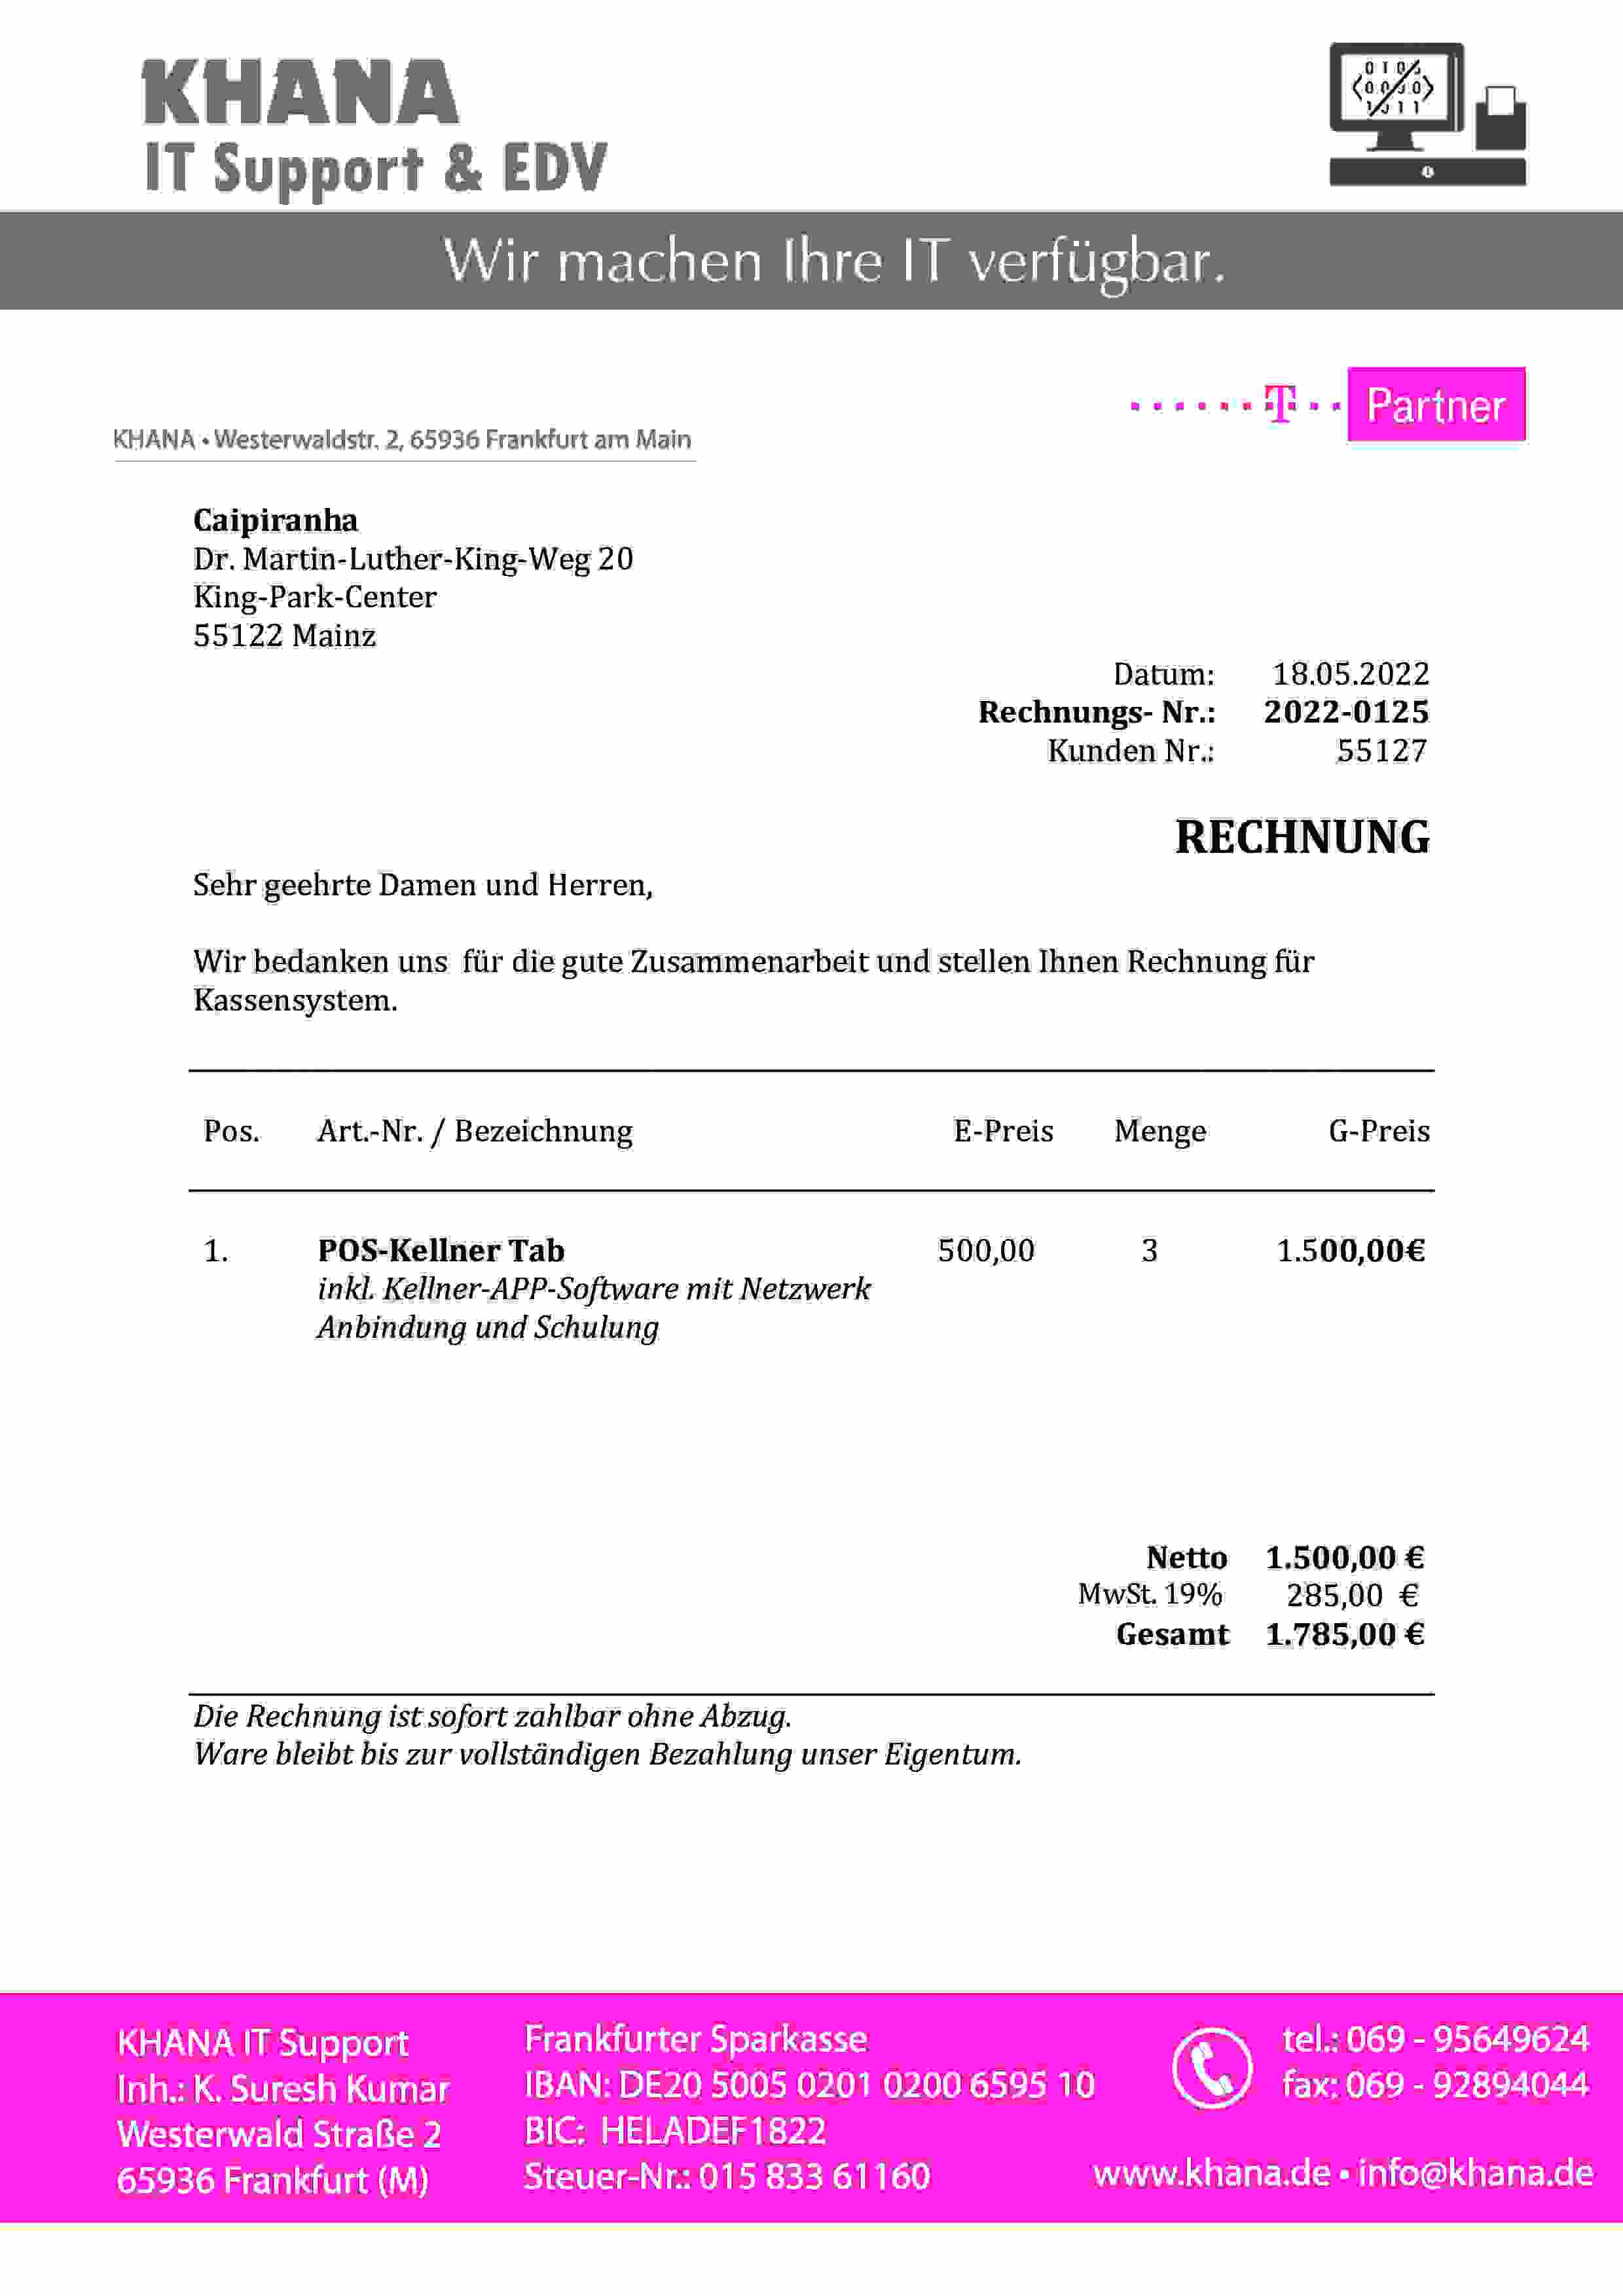 KHANA
IT Support & EDV
Wir machen Ihre IT verfügbar.
T Partner
KHANA • Westerwaldstr. 2, 65936 Frankfurt am Main
Caipiranha
Dr. Martin-Luther-King-Weg 20
King-Park-Center
55122 Mainz
Datum: 18.05.2022
Rechnungs- Nr.: 2022-0125
Kunden Nr.: 55127
RECHNUNG
Sehr geehrte Damen und Herren,
Wir bedanken uns für die gute Zusammenarbeit und stellen Ihnen Rechnung für
Kassensystem.
Pos. Art.-Nr. / Bezeichnung E-Preis Menge G-Preis
1. POS-Kellner Tab 500,00 3 1.500,00€
inkl. Kellner-APP-Software mit Netzwerk
Anbindung und Schulung
Netto 1.500,00 €
MwSt. 19% 285,00 €
Gesamt 1.785,00 €
Die Rechnung ist sofort zahlbar ohne Abzug.
Ware bleibt bis zur vollständigen Bezahlung unser Eigentum.
KHANA IT Support
Inh.: K. Suresh Kumar
Westerwald Straße 2
65936 Frankfurt (M)
Frankfurter Sparkasse
IBAN: DE20 5005 0201 0200 6595 10
BIC: HELADEF1822
Steuer-Nr.: 015 833 61160
tel.: 069 - 95649624
fax: 069 - 92894044
www.khana.de • info@khana.de